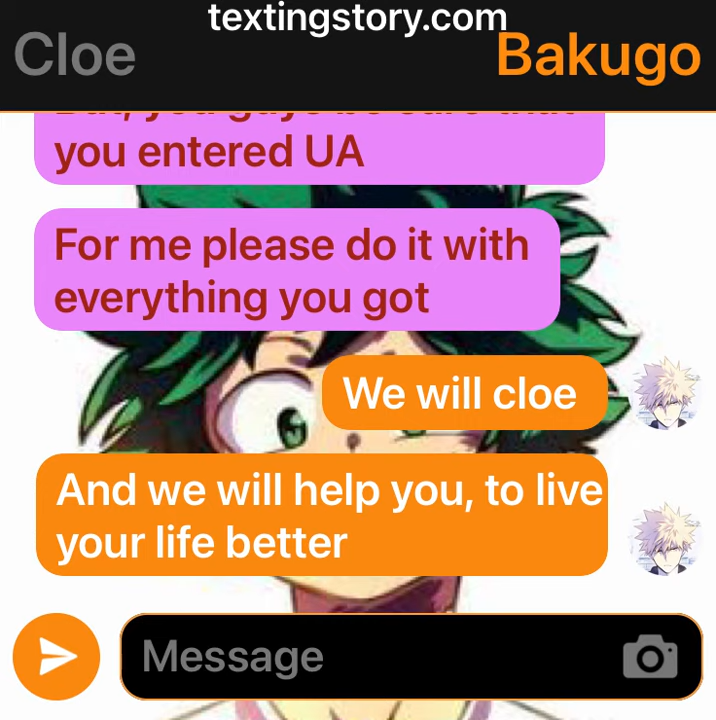 textingstory.com
Cloe
Bakugo
you entered UA
For me please do it with
everything you got
We will cloe
And we will help you, to live
your life better
Message